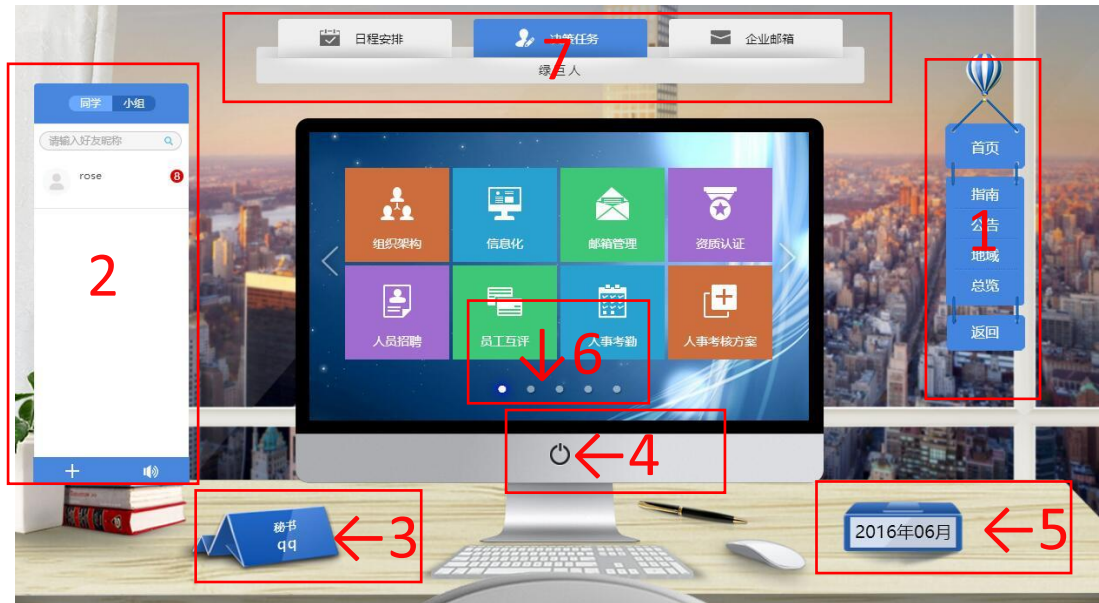 日程安排
决策任务
企业邮箱
7
绿巨人
同学
小组
请输入好友昵称
rose
8
2
组织架构
信息化
邮箱管理
资质认证
人员招聘
员工互评
人事考勤
人事考核方案
6
4
首页
指南
公告
1
地域
总览
返回
秘书
qq
3
2016年06月
5